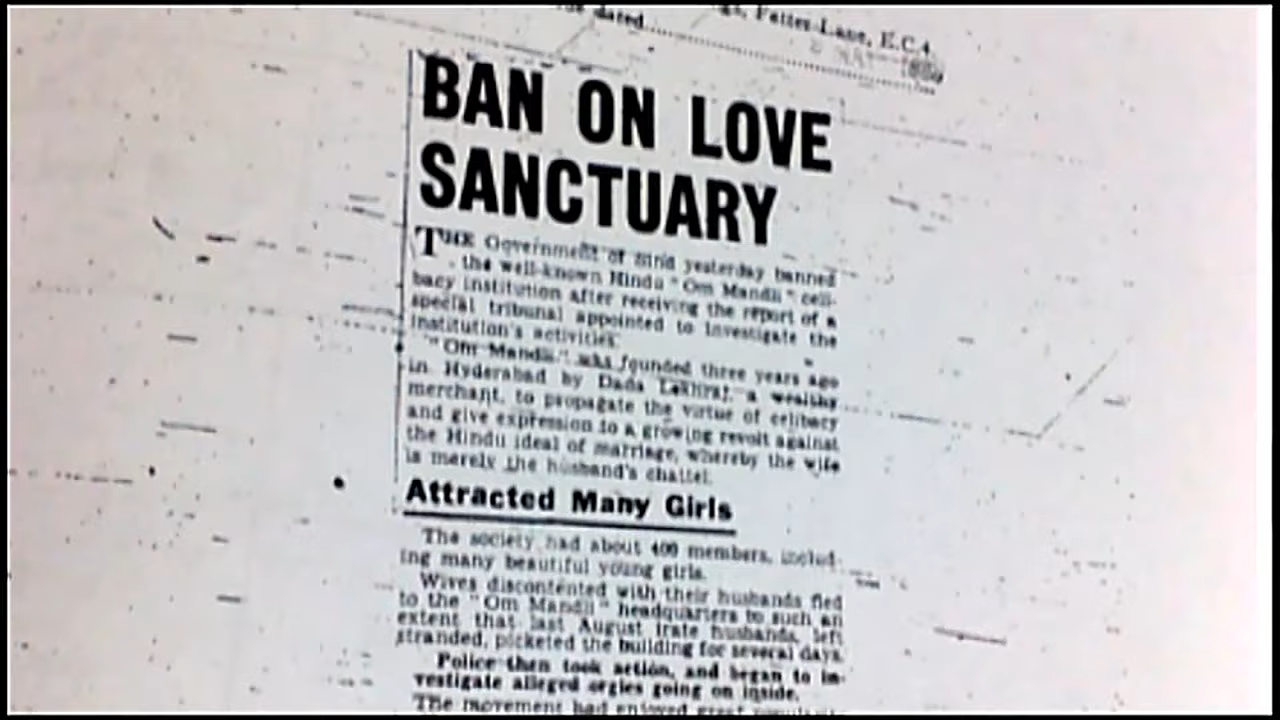 Fetter Lane, E.C.4.
dated
BAN ON LOVE
SANCTUARY
THE Government of Sind yesterday banned
the well-known Hindu "Om Mandli" celi-
bacy institution after receiving the report of a
special tribunal appointed to investigate the
institution's activities.
"Om Mandli" was founded three years ago
in Hyderabad by Dada Lekhraj, a wealthy
merchant, to propagate the virtue of celibacy
and give expression to a growing revolt against
the Hindu ideal of marriage, whereby the wife
is merely the husband's chattel.
Attracted Many Girls
The society had about 400 members, includ-
ing many beautiful young girls.
Wives discontented with their husbands fled
to the "Om Mandli" headquarters to such an
extent that last August irate husbands, left
stranded, picketed the building for several days.
Police then took action, and began to in-
vestigate alleged orgies going on inside.
The movement had enjoyed great